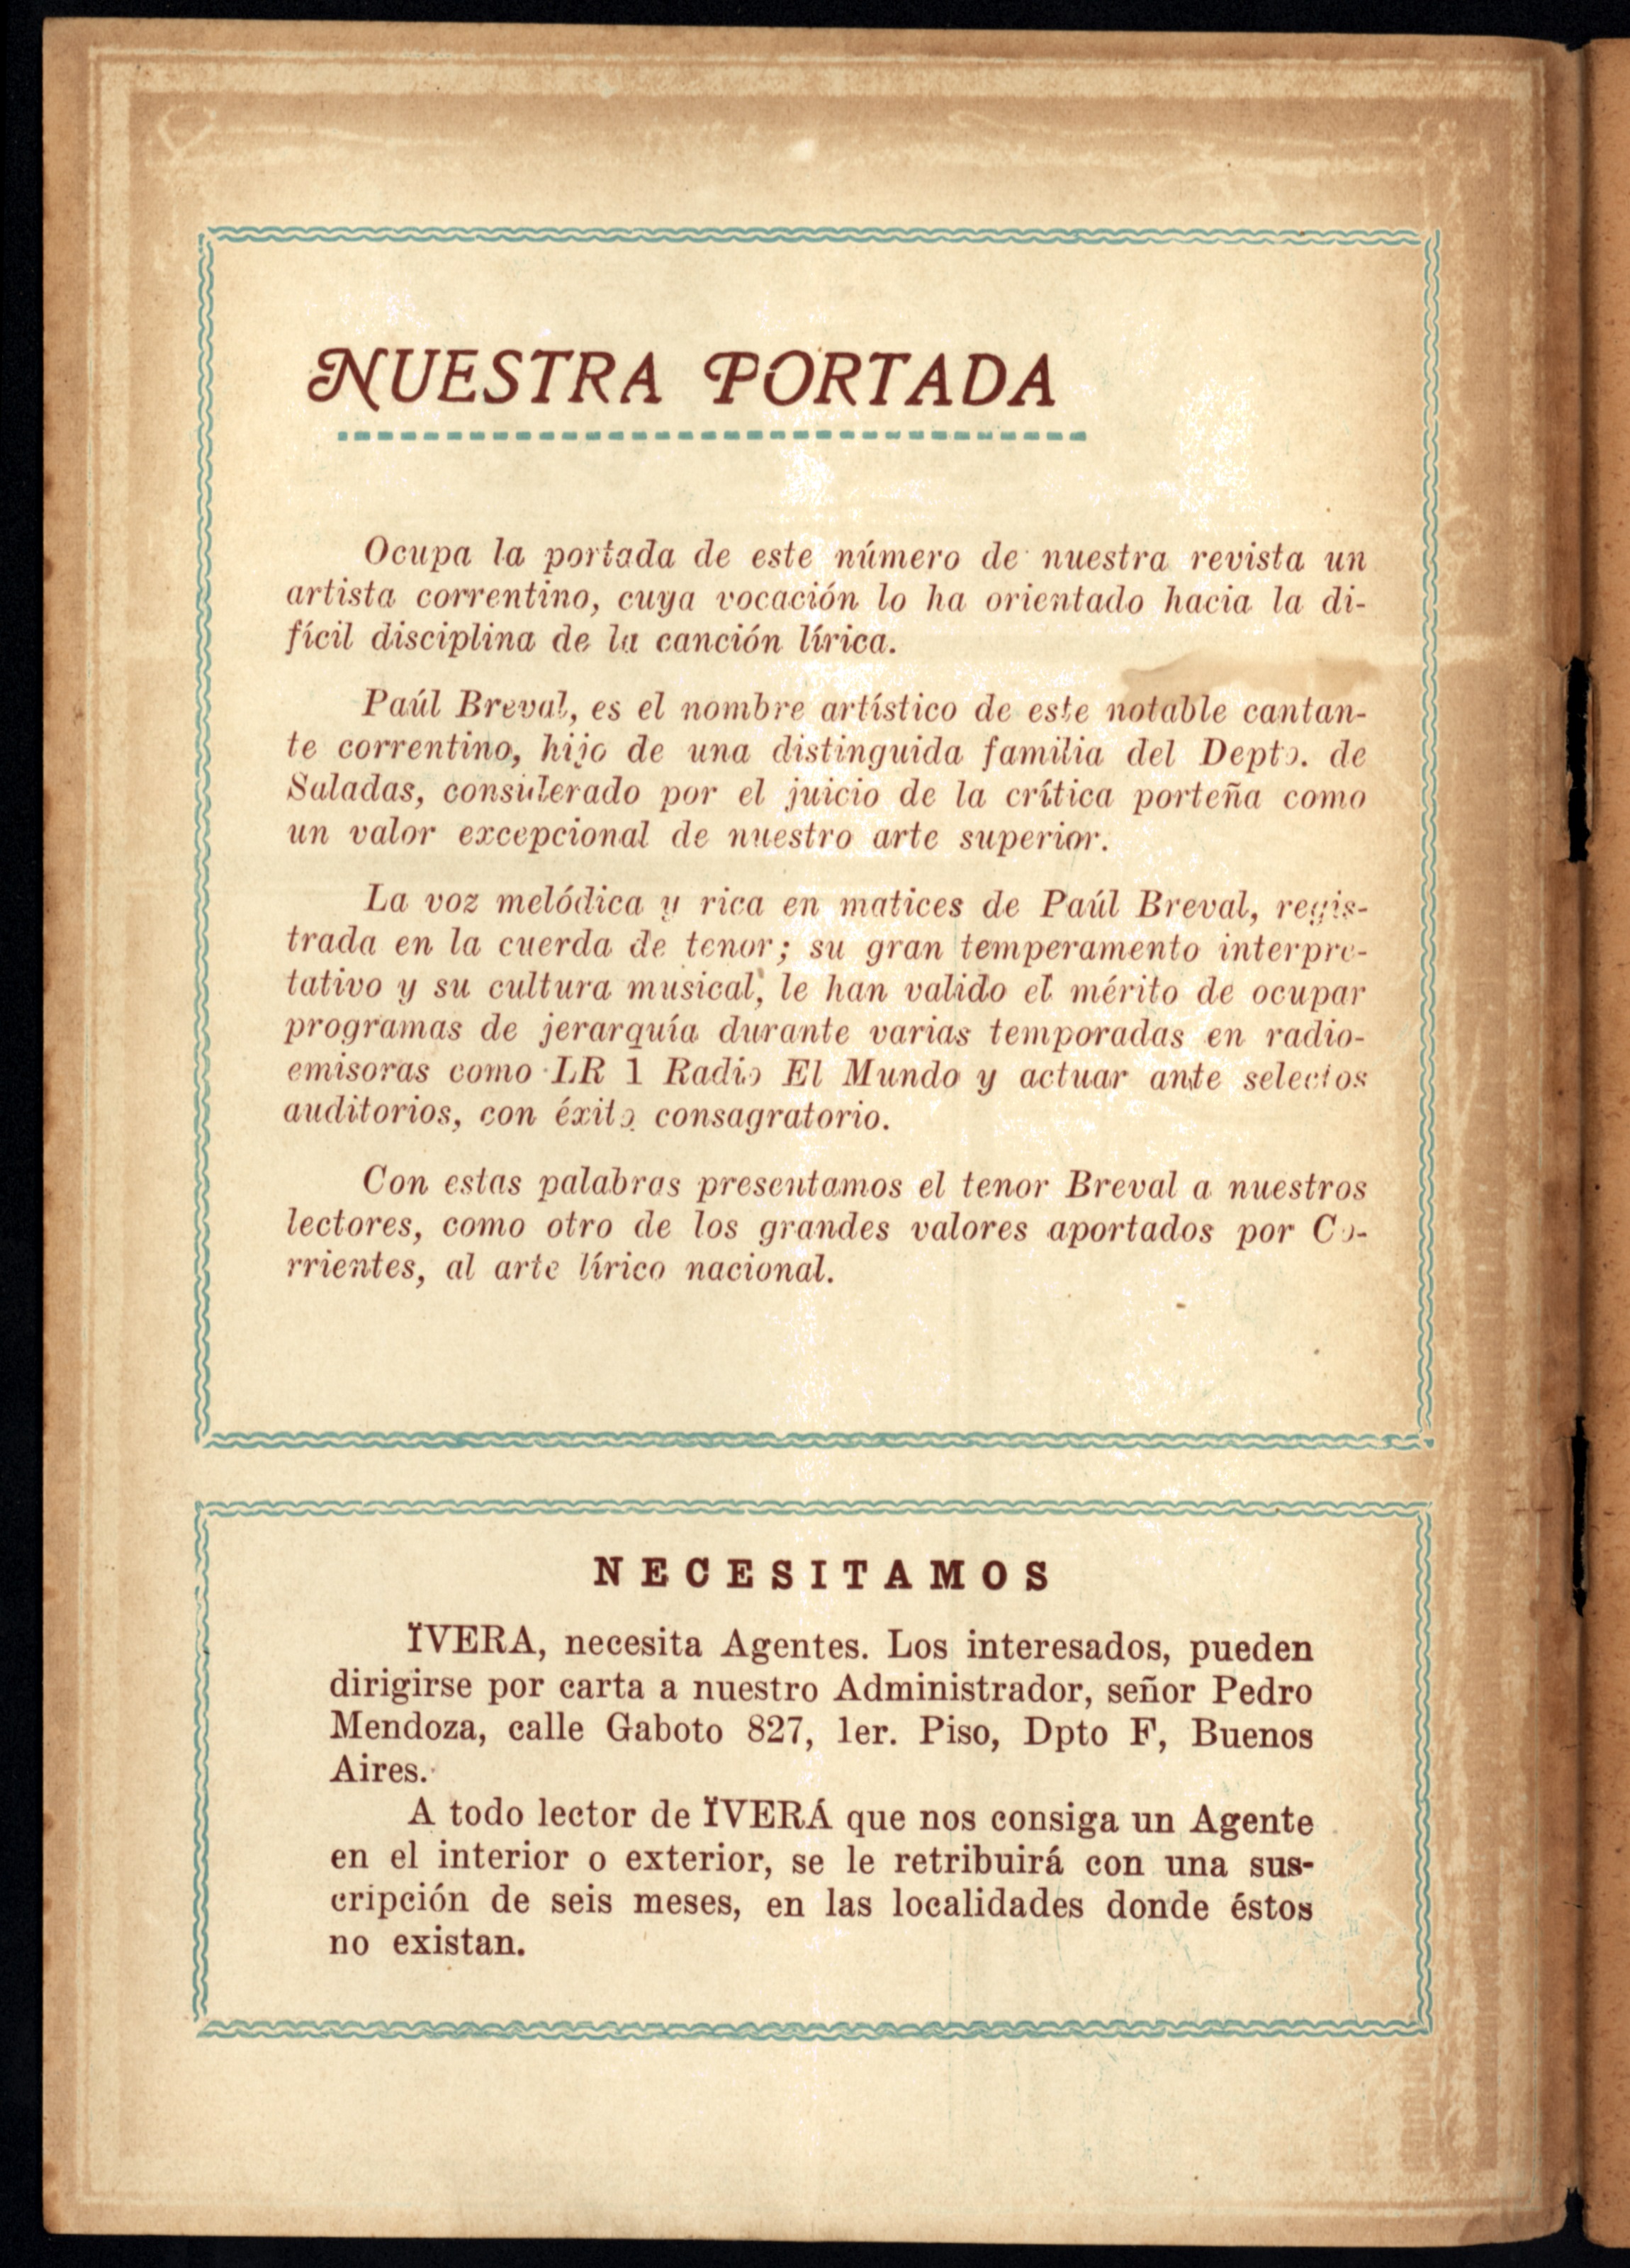 NUESTRA PORTADA
Ocupa la portada de este número de nuestra revista un
artista correntino, cuya vocación lo ha orientado hacia la di-
fícil disciplina de la canción lírica.
Paúl Breval, es el nombre artístico de este notable cantan-
te correntino, hijo de una distinguida familia del Depto. de
Saladas, considerado por el juicio de la crítica porteña como
un valor excepcional de nuestro arte superior.
La voz melódica y rica en matices de Paúl Breval, regis-
trada en la cuerda de tenor; su gran temperamento interpre-
tativo y su cultura musical, le han valido el mérito de ocupar
programas de jerarquía durante varias temporadas en radio-
emisoras como LR 1 Radio El Mundo y actuar ante selectos
auditorios, con éxito consagratorio.
Con estas palabras presentamos el tenor Breval a nuestros
lectores, como otro de los grandes valores aportados por Co-
rrientes, al arte lírico nacional.
NECESITAMOS
ĬVERA, necesita Agentes. Los interesados, pueden
dirigirse por carta a nuestro Administrador, señor Pedro
Mendoza, calle Gaboto 827, 1er. Piso, Dpto F, Buenos
Aires.
A todo lector de ĬVERÁ que nos consiga un Agente
en el interior o exterior, se le retribuirá con una sus-
cripción de seis meses, en las localidades donde éstos
no existan.